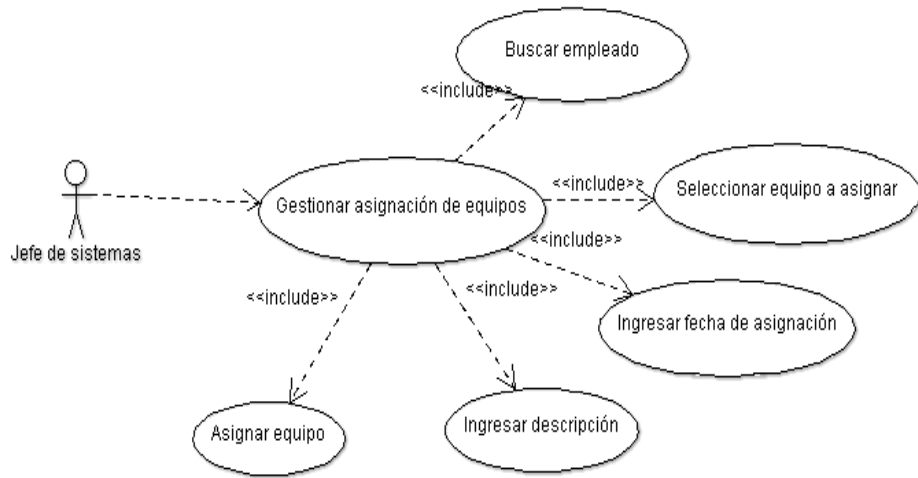 Buscar empleado
<<include>>
<<include>>
Seleccionar equipo a asignar
Gestionar asignación de equipos
<<include>>
Jefe de sistemas
<<include>>
<<include>>
Ingresar fecha de asignación
Asignar equipo
Ingresar descripción